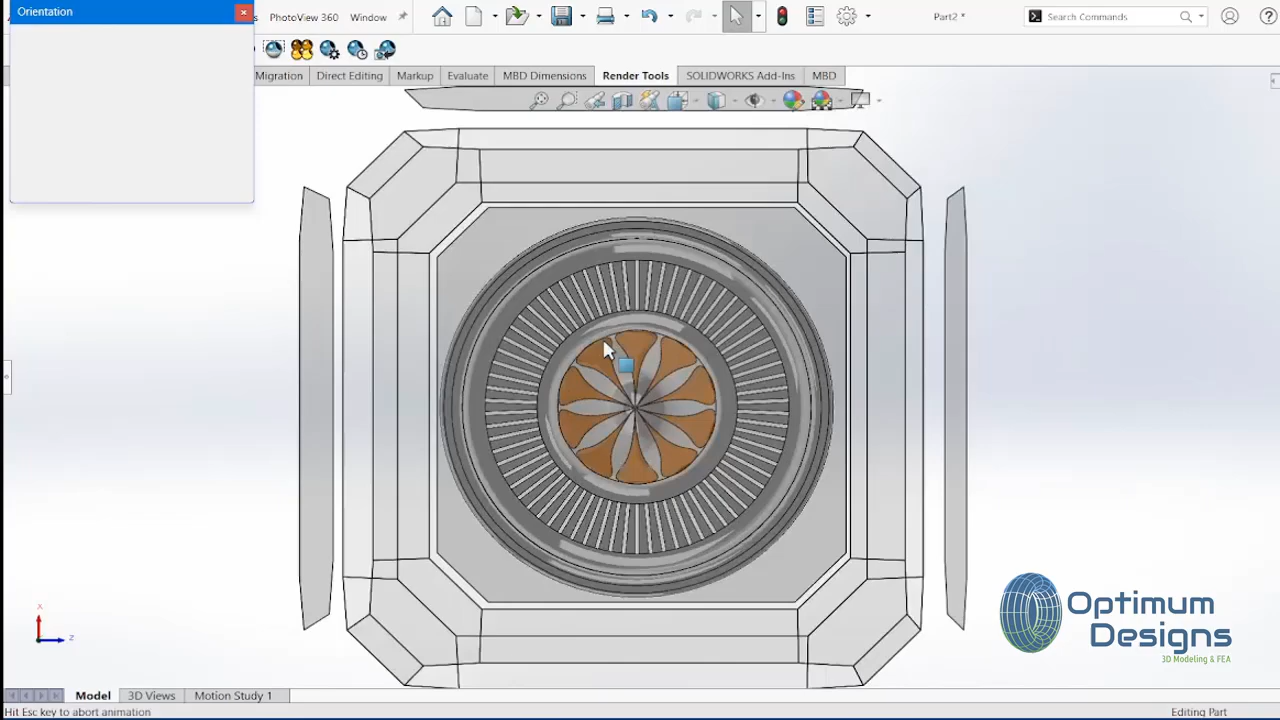 Orientation
PhotoView 360
Window
Part2 *
Search Commands
Migration
Direct Editing
Markup
Evaluate
MBD Dimensions
Render Tools
SOLIDWORKS Add-Ins
MBD
Optimum
Designs
3D Modeling & FEA
X
Z
Model
3D Views
Motion Study 1
Hit Esc key to abort animation
Editing Part